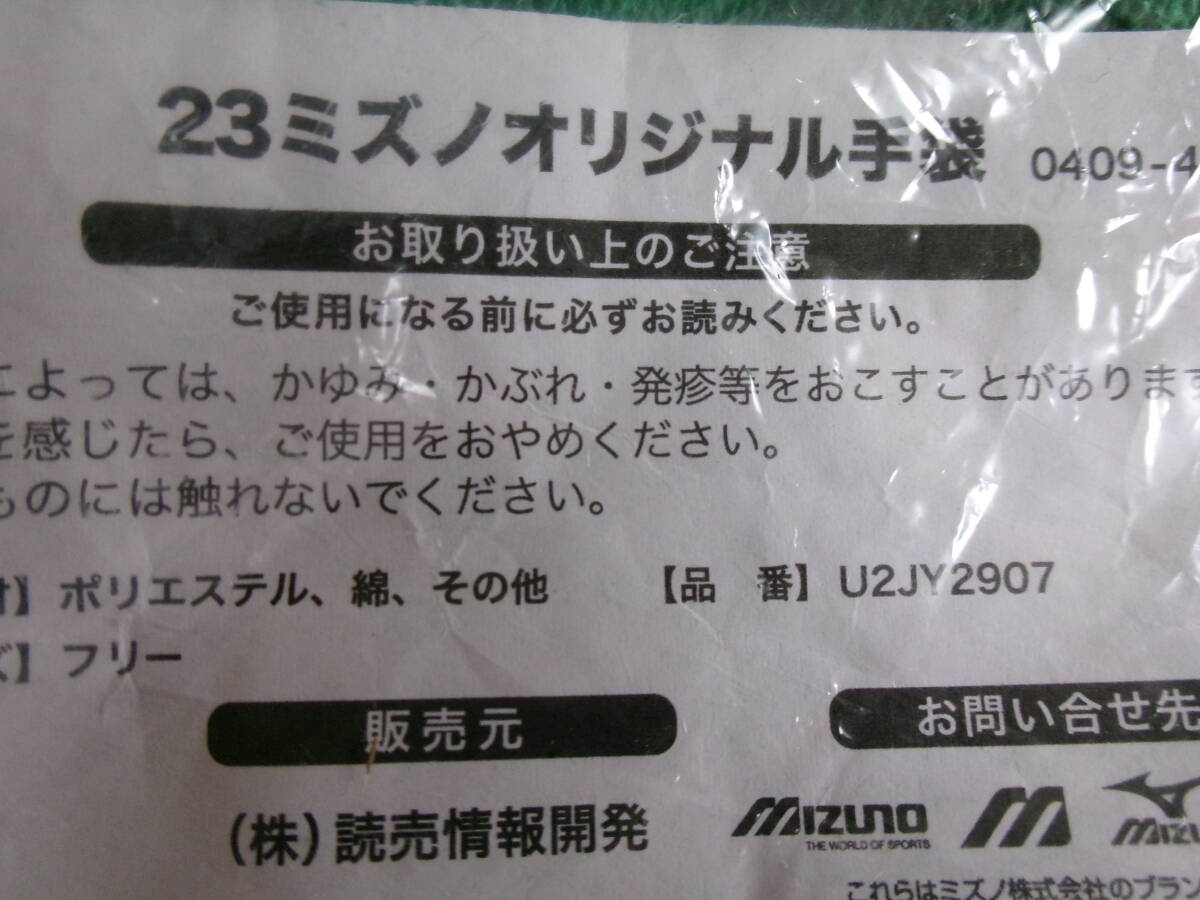 23ミズノオリジナル手袋 0409-4
お取り扱い上のご注意
ご使用になる前に必ずお読みください。
によっては、かゆみ・かぶれ・発疹等をおこすことがあります
を感じたら、ご使用をおやめください。
ものには触れないでください。
】ポリエステル、綿、その他 【品 番】U2JY2907
ズ】フリー
販売元 お問い合せ先
(株)読売情報開発 MIZUNO
THE WORLD OF SPORTS
これらはミズノ株式会社のブラン